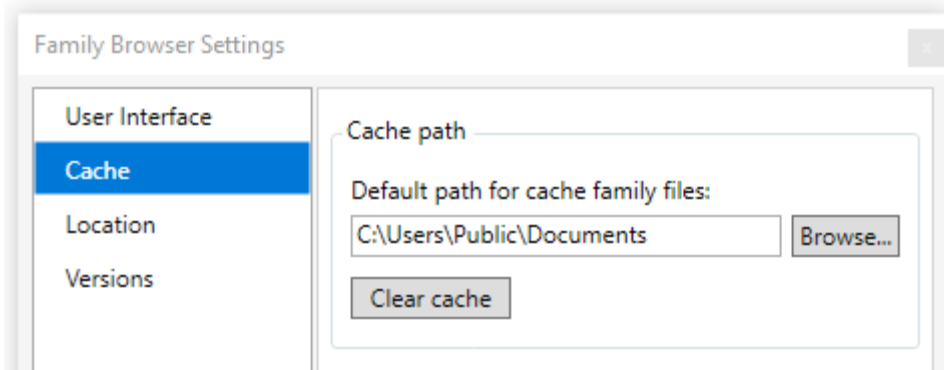 Family Browser Settings
x
User Interface
Cache
Location
Versions
Cache path
Default path for cache family files:
C:\Users\Public\Documents
Browse...
Clear cache